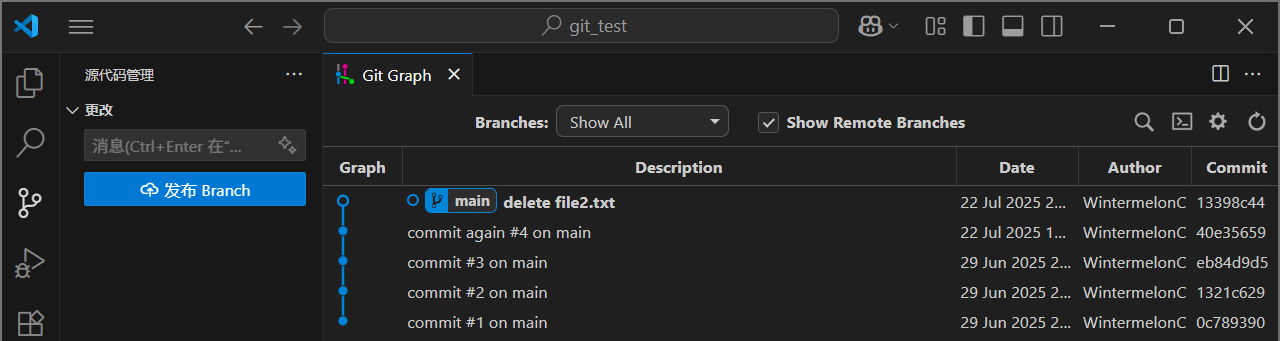 git_test
源代码管理
更改
消息(Ctrl+Enter 在“...
发布 Branch
Git Graph
Branches: Show All Show Remote Branches
Graph Description Date Author Commit
main delete file2.txt 22 Jul 2025 2... WintermelonC 13398c44
commit again #4 on main 22 Jul 2025 1... WintermelonC 40e35659
commit #3 on main 29 Jun 2025 2... WintermelonC eb84d9d5
commit #2 on main 29 Jun 2025 2... WintermelonC 1321c629
commit #1 on main 29 Jun 2025 2... WintermelonC 0c789390